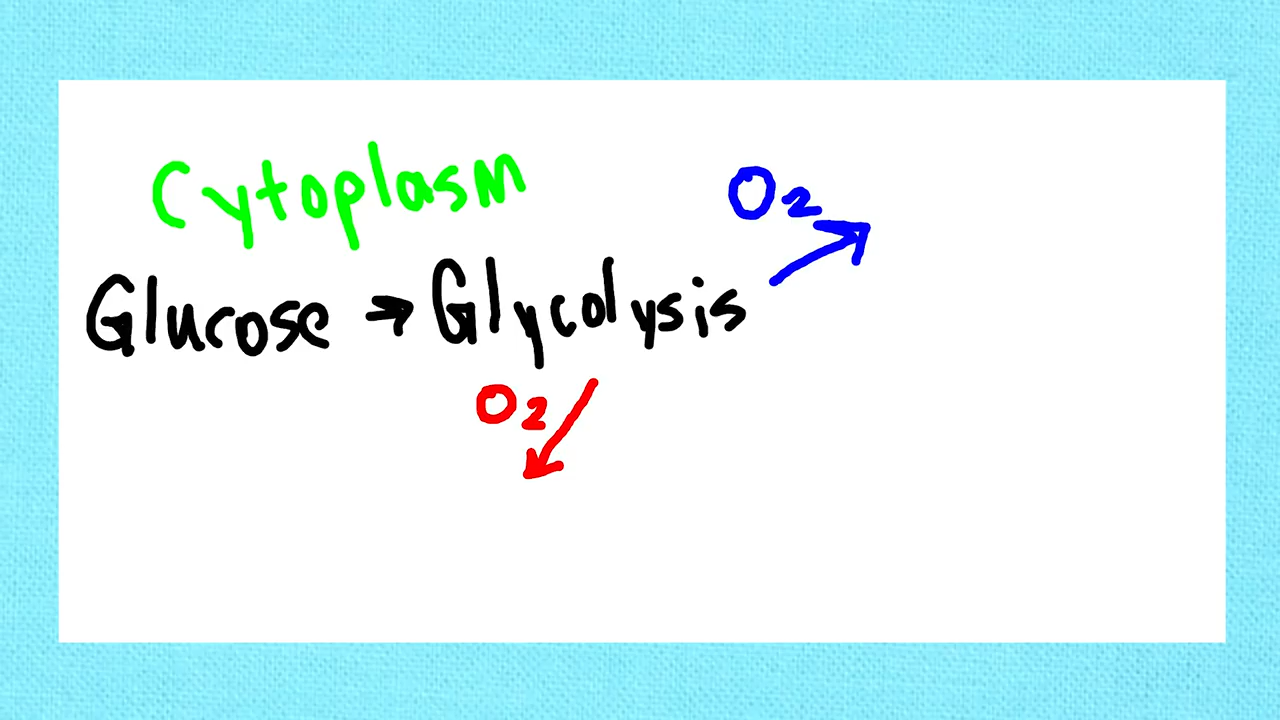 Cytoplasm
O2
Glucose → Glycolysis
O2